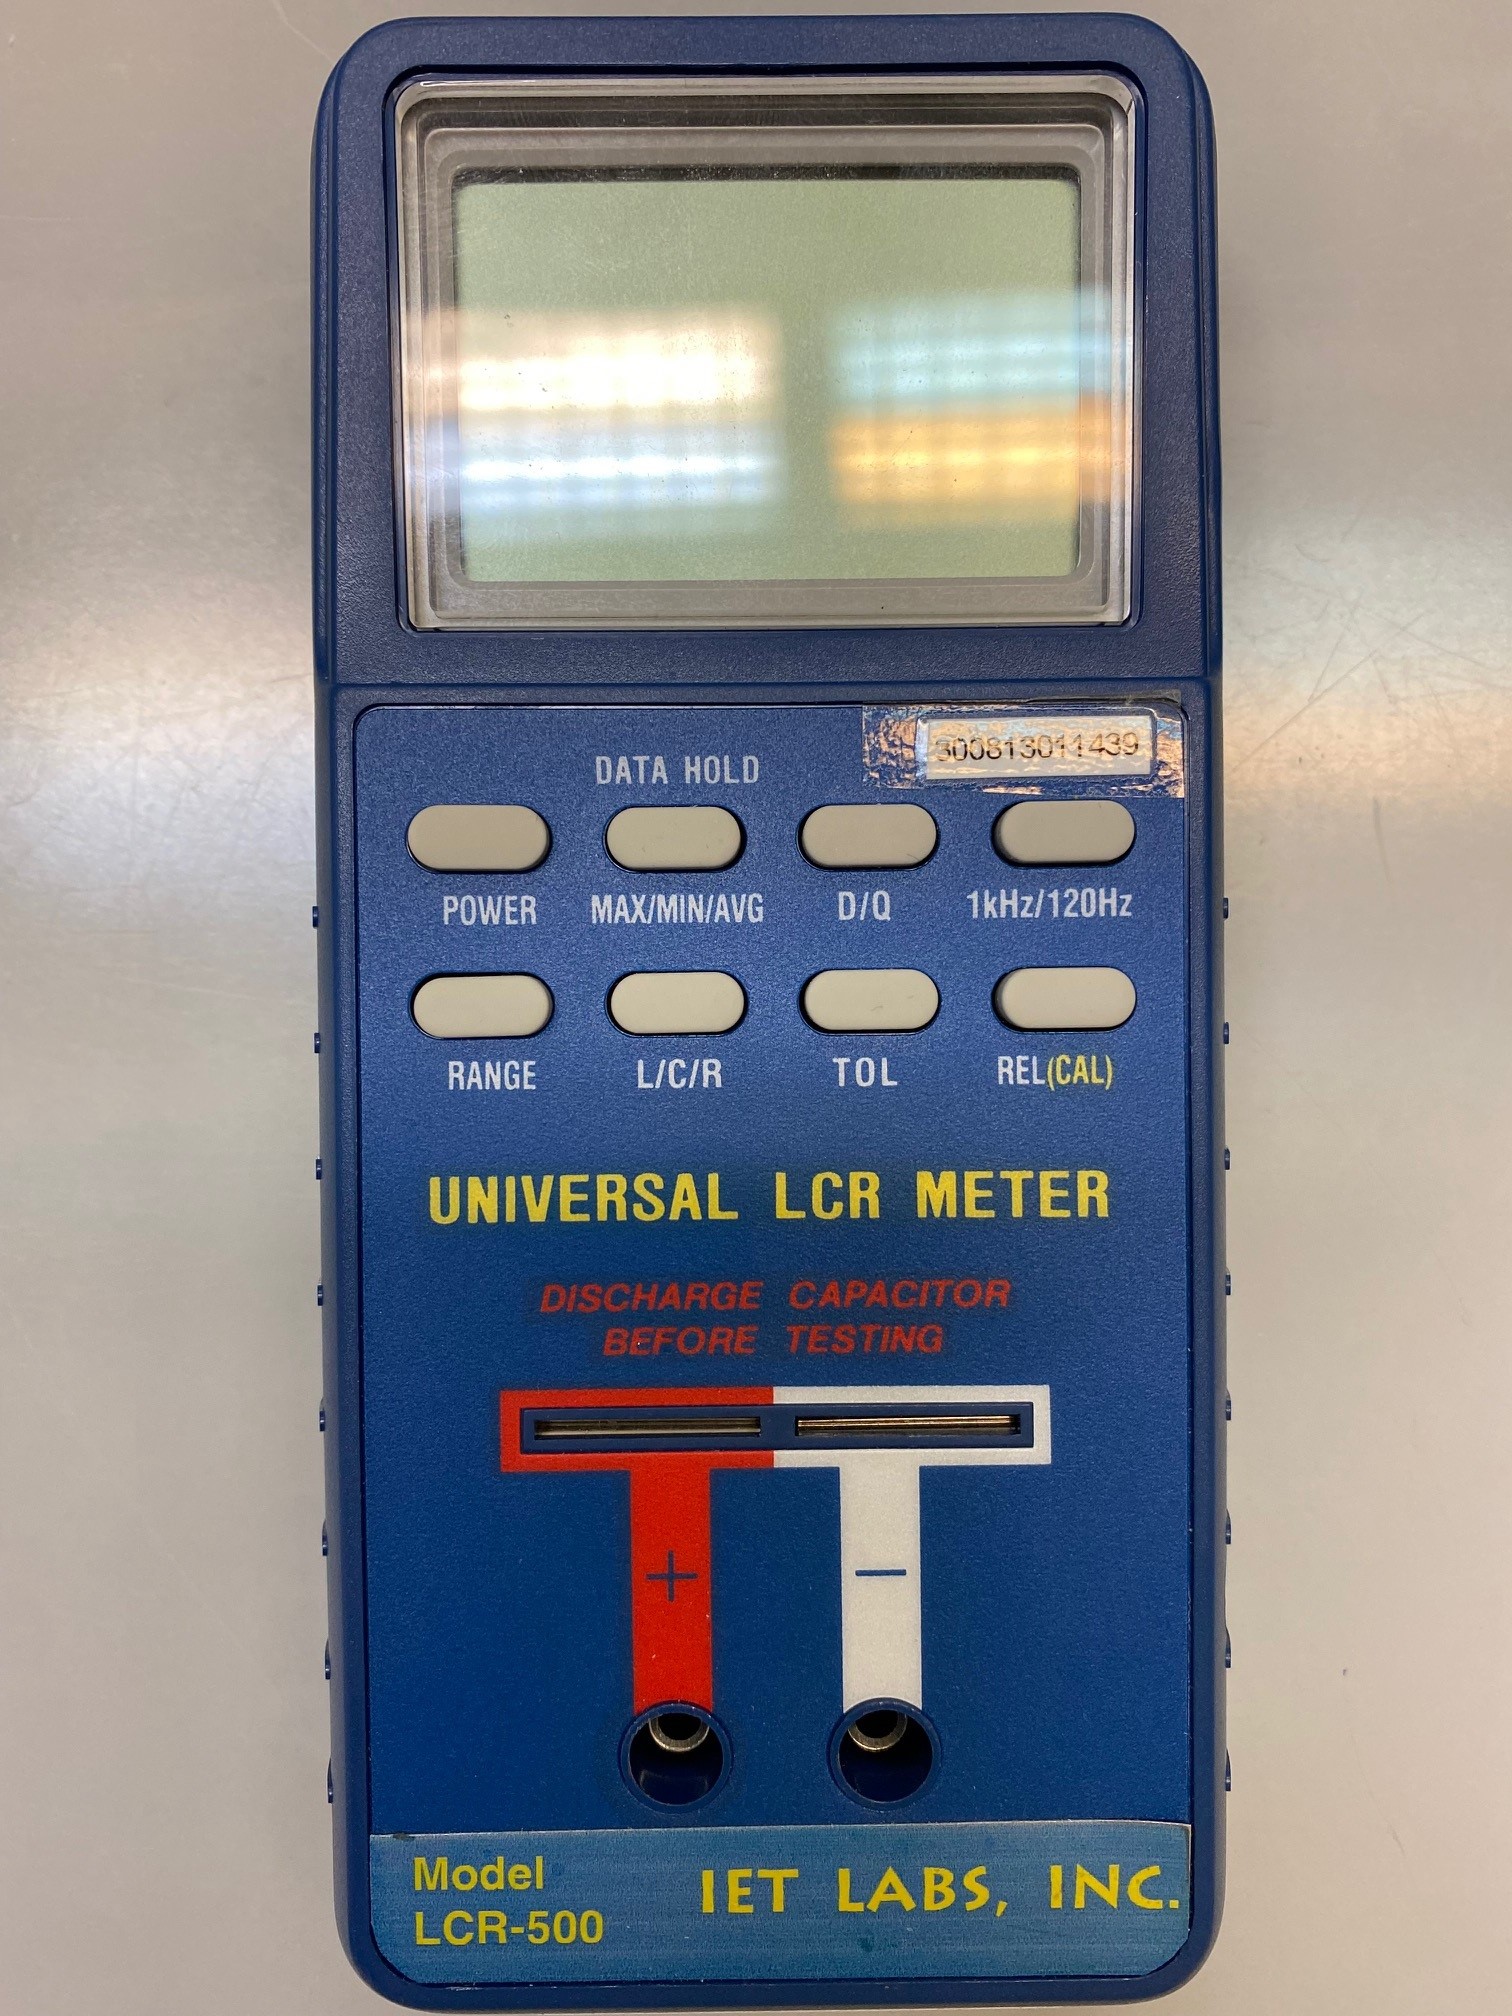 300813011439
DATA HOLD
POWER MAX/MIN/AVG D/Q 1kHz/120Hz
RANGE L/C/R TOL REL(CAL)
UNIVERSAL LCR METER
DISCHARGE CAPACITOR
BEFORE TESTING
+ −
Model
LCR-500
IET LABS, INC.